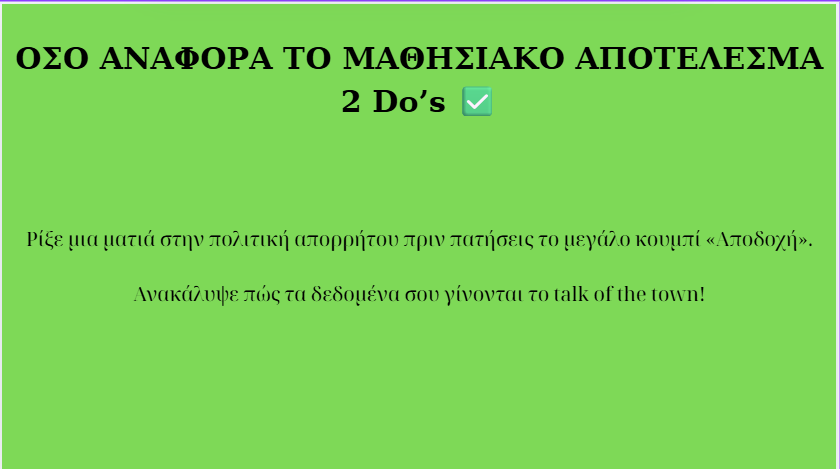 ΟΣΟ ΑΝΑΦΟΡΑ ΤΟ ΜΑΘΗΣΙΑΚΟ ΑΠΟΤΕΛΕΣΜΑ
2 Do’s ✅
Ρίξε μια ματιά στην πολιτική απορρήτου πριν πατήσεις το μεγάλο κουμπί «Αποδοχή».
Ανακάλυψε πώς τα δεδομένα σου γίνονται το talk of the town!